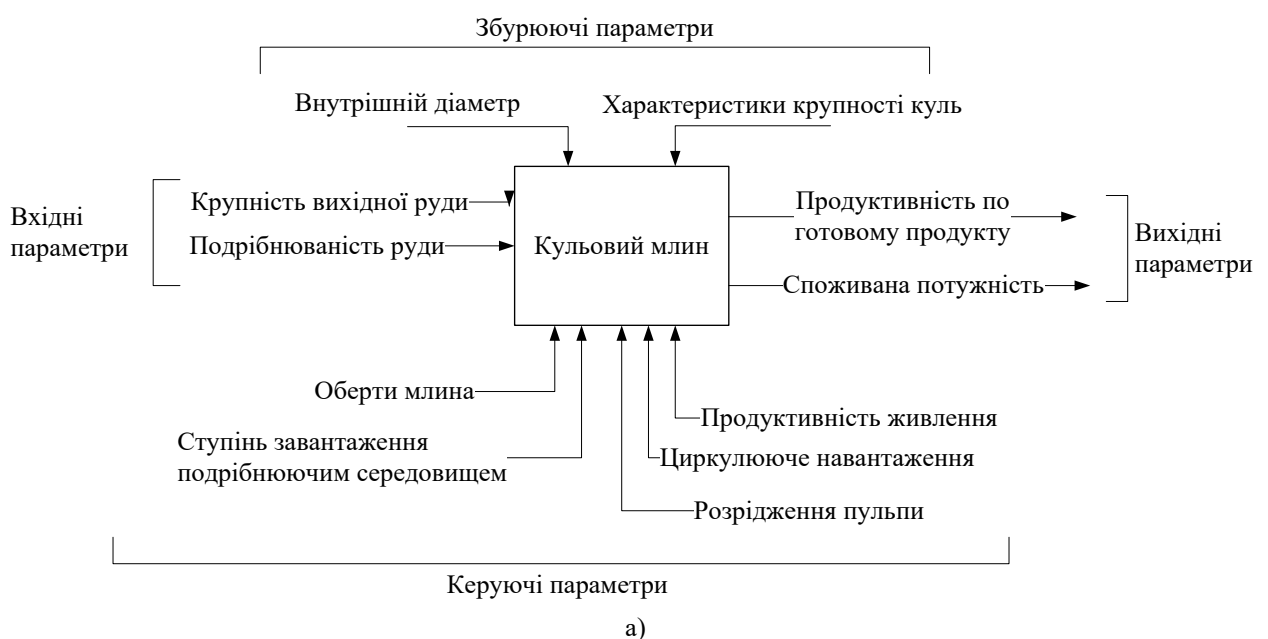 Збурюючі параметри
Внутрішній діаметр
Характеристики крупності куль
Вхідні
параметри
Крупність вихідної руди
Подрібнюваність руди
Кульовий млин
Продуктивність по
готовому продукту
Споживана потужність
Вихідні
параметри
Оберти млина
Ступінь завантаження
подрібнюючим середовищем
Продуктивність живлення
Циркулююче навантаження
Розрідження пульпи
Керуючі параметри
а)